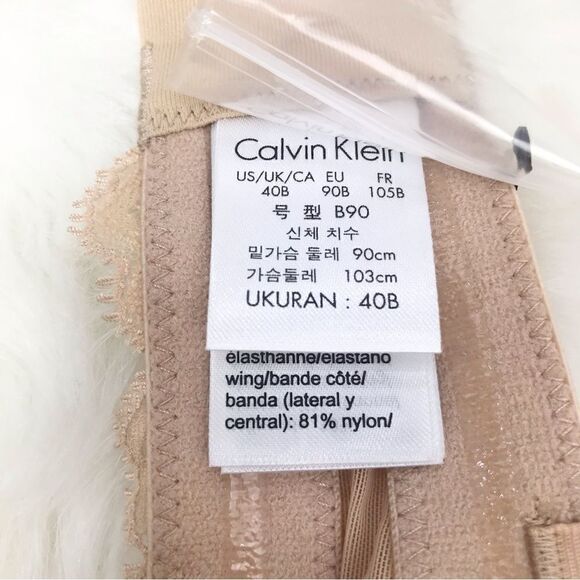 Calvin Klein
US/UK/CA EU FR
40B 90B 105B
号 型 B90
신체 치수
밑가슴 둘레 90cm
가슴둘레 103cm
UKURAN : 40B
élasthanne/elastano
wing/bande côté/
banda (lateral y
central): 81% nylon/